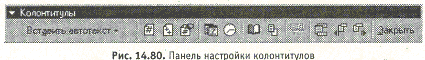 Колонтитулы
Вставить автотекст
Закрыть
Рис. 14.80. Панель настройки колонтитулов